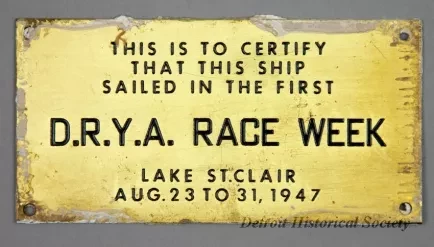 THIS IS TO CERTIFY
THAT THIS SHIP
SAILED IN THE FIRST
D.R.Y.A. RACE WEEK
LAKE ST.CLAIR
AUG.23 TO 31,1947
Detroit Historical Society